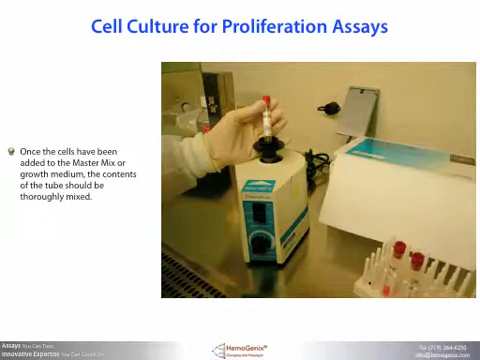 Cell Culture for Proliferation Assays
Once the cells have been
added to the Master Mix or
growth medium, the contents
of the tube should be
thoroughly mixed.
Assays You Can Trust
Innovative Expertise You Can Count On
HemoGenix®
Tel: (719) 264-6250
info@hemogenix.com